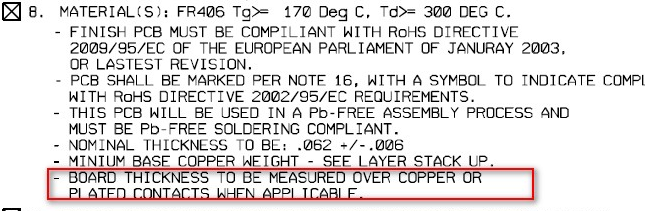 ☒ 8. MATERIAL(S): FR406 Tg>= 170 Deg C, Td>= 300 DEG C.
- FINISH PCB MUST BE COMPILIANT WITH RoHS DIRECTIVE
2009/95/EC OF THE EUROPEAN PARLIAMENT OF JANURAY 2003,
OR LASTEST REVISION.
- PCB SHALL BE MARKED PER NOTE 16, WITH A SYMBOL TO INDICATE COMPL
WITH RoHS DIRECTIVE 2002/95/EC REQUIREMENTS.
- THIS PCB WILL BE USED IN A Pb-FREE ASSEMBLY PROCESS AND
MUST BE Pb-FREE SOLDERING COMPLIANT.
- NOMINAL THICKNESS TO BE: .062 +/-.006
- MINIUM BASE COPPER WEIGHT - SEE LAYER STACK UP.
- BOARD THICKNESS TO BE MEASURED OVER COPPER OR
PLATED CONTACTS WHEN APPLICABLE.